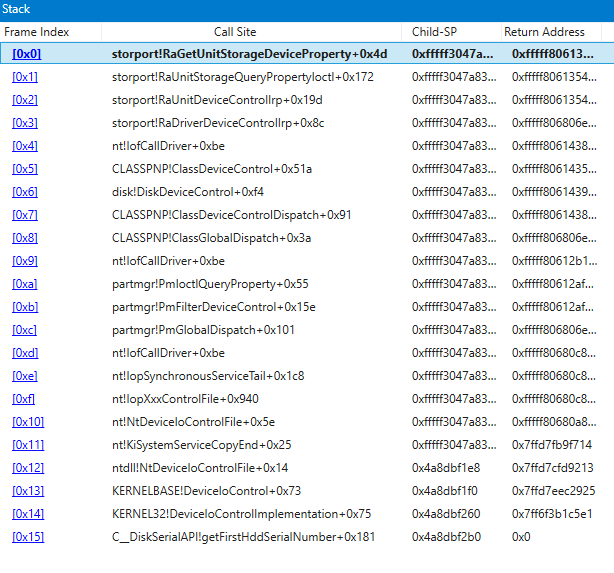 Stack
Frame Index Call Site Child-SP Return Address
[0x0] storport!RaGetUnitStorageDeviceProperty+0x4d 0xfffff3047a... 0xfffff80613...
[0x1] storport!RaUnitStorageQueryPropertyIoctl+0x172 0xfffff3047a83... 0xfffff8061354...
[0x2] storport!RaUnitDeviceControlIrp+0x19d 0xfffff3047a83... 0xfffff8061354...
[0x3] storport!RaDriverDeviceControlIrp+0x8c 0xfffff3047a83... 0xfffff806806e...
[0x4] nt!IofCallDriver+0xbe 0xfffff3047a83... 0xfffff8061438...
[0x5] CLASSPNP!ClassDeviceControl+0x51a 0xfffff3047a83... 0xfffff8061435...
[0x6] disk!DiskDeviceControl+0xf4 0xfffff3047a83... 0xfffff8061439...
[0x7] CLASSPNP!ClassDeviceControlDispatch+0x91 0xfffff3047a83... 0xfffff8061438...
[0x8] CLASSPNP!ClassGlobalDispatch+0x3a 0xfffff3047a83... 0xfffff806806e...
[0x9] nt!IofCallDriver+0xbe 0xfffff3047a83... 0xfffff80612b1...
[0xa] partmgr!PmIoctlQueryProperty+0x55 0xfffff3047a83... 0xfffff80612af...
[0xb] partmgr!PmFilterDeviceControl+0x15e 0xfffff3047a83... 0xfffff80612af...
[0xc] partmgr!PmGlobalDispatch+0x101 0xfffff3047a83... 0xfffff806806e...
[0xd] nt!IofCallDriver+0xbe 0xfffff3047a83... 0xfffff80680c8...
[0xe] nt!IopSynchronousServiceTail+0x1c8 0xfffff3047a83... 0xfffff80680c8...
[0xf] nt!IopXxxControlFile+0x940 0xfffff3047a83... 0xfffff80680c8...
[0x10] nt!NtDeviceIoControlFile+0x5e 0xfffff3047a83... 0xfffff80680a8...
[0x11] nt!KiSystemServiceCopyEnd+0x25 0xfffff3047a83... 0x7ffd7fb9f714
[0x12] ntdll!NtDeviceIoControlFile+0x14 0x4a8dbf1e8 0x7ffd7cfd9213
[0x13] KERNELBASE!DeviceIoControl+0x73 0x4a8dbf1f0 0x7ffd7eec2925
[0x14] KERNEL32!DeviceIoControlImplementation+0x75 0x4a8dbf260 0x7ff6f3b1c5e1
[0x15] C__DiskSerialAPI!getFirstHddSerialNumber+0x181 0x4a8dbf2b0 0x0